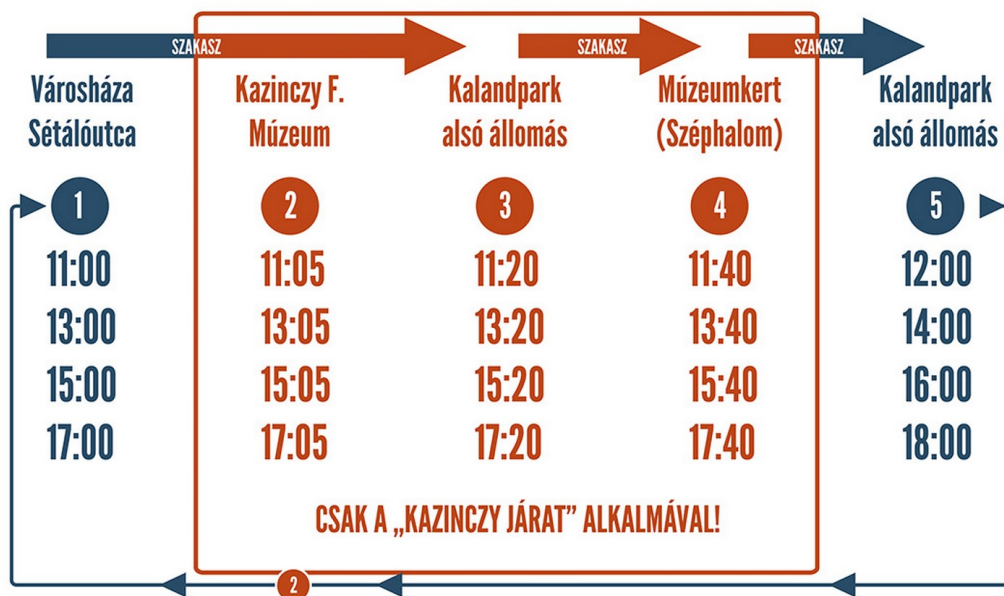 SZAKASZ SZAKASZ SZAKASZ
Városháza Kazinczy F. Kalandpark Múzeumkert Kalandpark
Sétálóutca Múzeum alsó állomás (Széphalom) alsó állomás
1 2 3 4 5
11:00 11:05 11:20 11:40 12:00
13:00 13:05 13:20 13:40 14:00
15:00 15:05 15:20 15:40 16:00
17:00 17:05 17:20 17:40 18:00
CSAK A „KAZINCZY JÁRAT” ALKALMÁVAL!
2